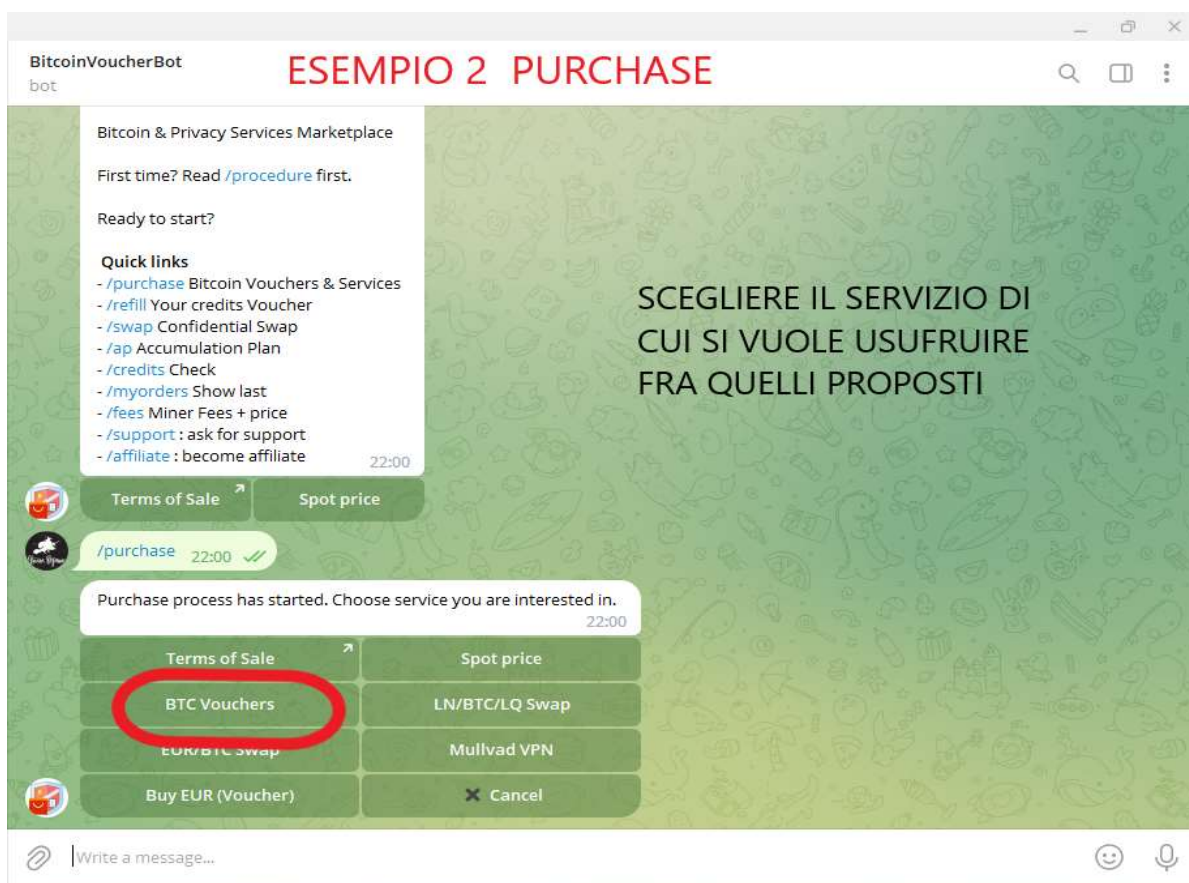 BitcoinVoucherBot
bot
ESEMPIO 2 PURCHASE
Bitcoin & Privacy Services Marketplace
First time? Read /procedure first.
Ready to start?
Quick links
- /purchase Bitcoin Vouchers & Services
- /refill Your credits Voucher
- /swap Confidential Swap
- /ap Accumulation Plan
- /credits Check
- /myorders Show last
- /fees Miner Fees + price
- /support : ask for support
- /affiliate : become affiliate
22:00
SCEGLIERE IL SERVIZIO DI
CUI SI VUOLE USUFRUIRE
FRA QUELLI PROPOSTI
Terms of Sale Spot price
/purchase 22:00
Purchase process has started. Choose service you are interested in.
22:00
Terms of Sale Spot price
BTC Vouchers LN/BTC/LQ Swap
EUR/BTC Swap Mullvad VPN
Buy EUR (Voucher) ✖ Cancel
Write a message...